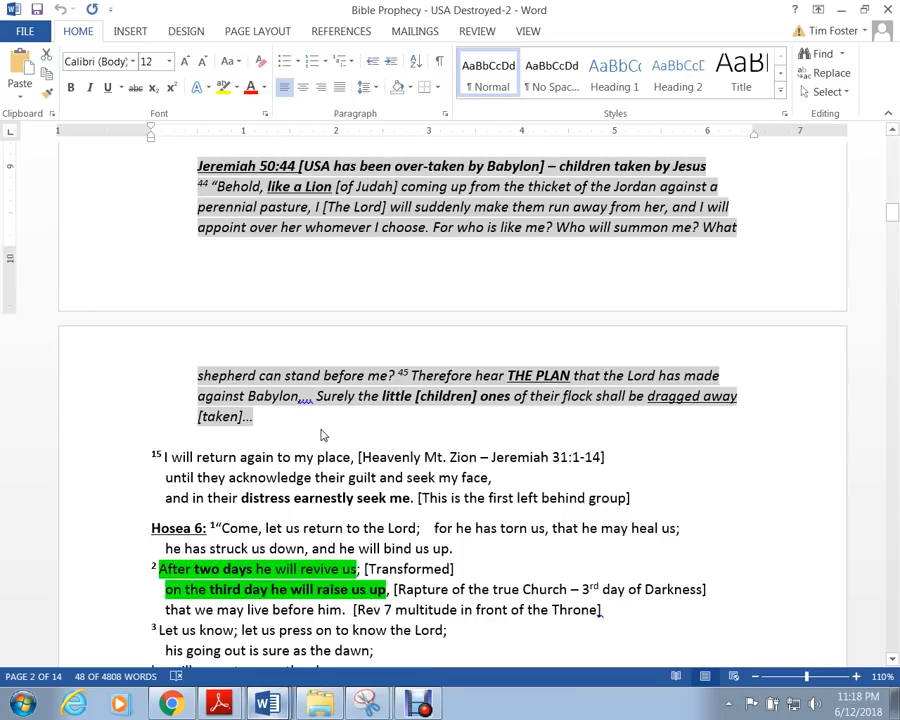 Bible Prophecy - USA Destroyed-2 - Word
FILE HOME INSERT DESIGN PAGE LAYOUT REFERENCES MAILINGS REVIEW VIEW Tim Foster
Calibri (Body) 12
Paste
B I U abc x₂ x² A
AaBbCcDd AaBbCcDd AaBbCc AaBbCcD AaB
¶ Normal ¶ No Spac... Heading 1 Heading 2 Title
Find
Replace
Select
Clipboard Font Paragraph Styles Editing
1 1 2 3 4 5 6 7
9
10
Jeremiah 50:44 [USA has been over-taken by Babylon] – children taken by Jesus
44 “Behold, like a Lion [of Judah] coming up from the thicket of the Jordan against a
perennial pasture, I [The Lord] will suddenly make them run away from her, and I will
appoint over her whomever I choose. For who is like me? Who will summon me? What
shepherd can stand before me? 45 Therefore hear THE PLAN that the Lord has made
against Babylon,,,, Surely the little [children] ones of their flock shall be dragged away
[taken]...
15 I will return again to my place, [Heavenly Mt. Zion – Jeremiah 31:1-14]
until they acknowledge their guilt and seek my face,
and in their distress earnestly seek me. [This is the first left behind group]
Hosea 6: 1“Come, let us return to the Lord; for he has torn us, that he may heal us;
he has struck us down, and he will bind us up.
2 After two days he will revive us; [Transformed]
on the third day he will raise us up, [Rapture of the true Church – 3rd day of Darkness]
that we may live before him. [Rev 7 multitude in front of the Throne]
3 Let us know; let us press on to know the Lord;
his going out is sure as the dawn;
PAGE 2 OF 14 48 OF 4808 WORDS 110%
11:18 PM
6/12/2018